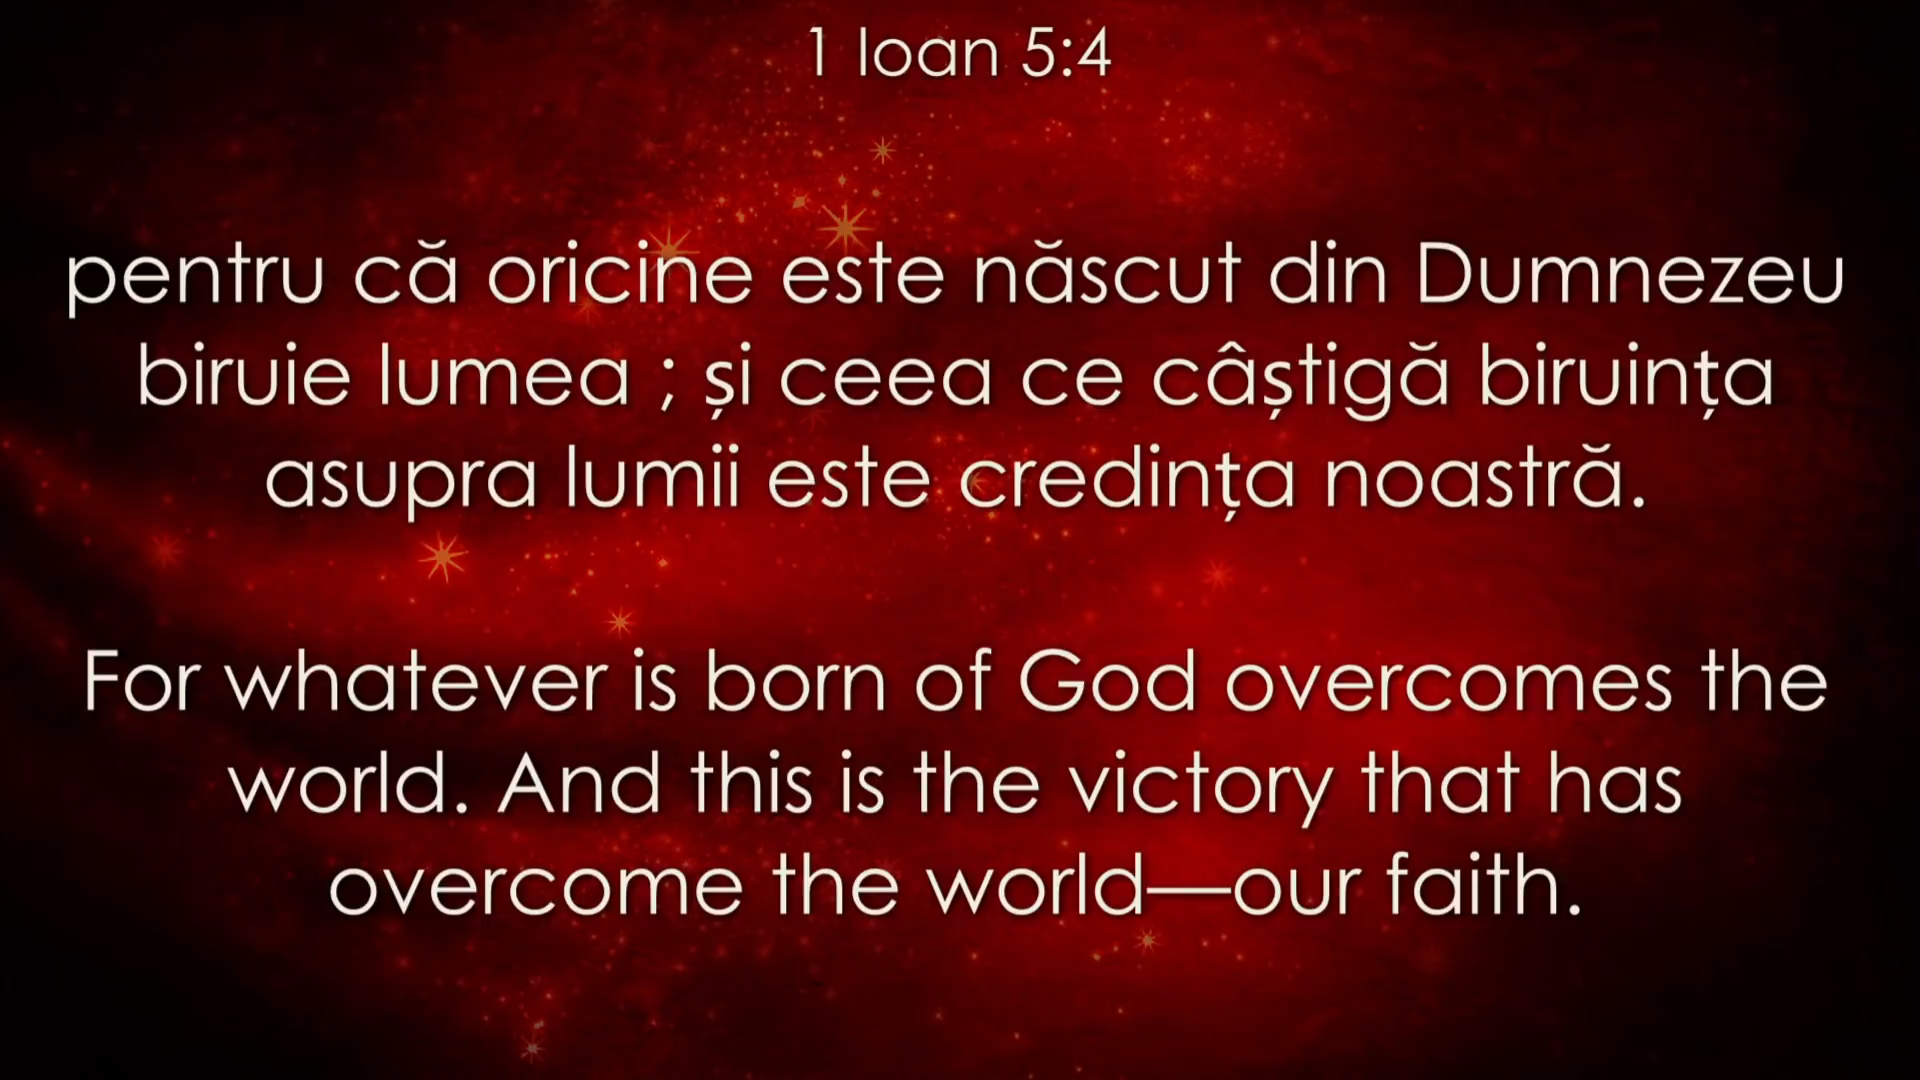 1 Ioan 5:4
pentru că oricine este născut din Dumnezeu
biruie lumea ; și ceea ce câștigă biruința
asupra lumii este credința noastră.
For whatever is born of God overcomes the
world. And this is the victory that has
overcome the world—our faith.